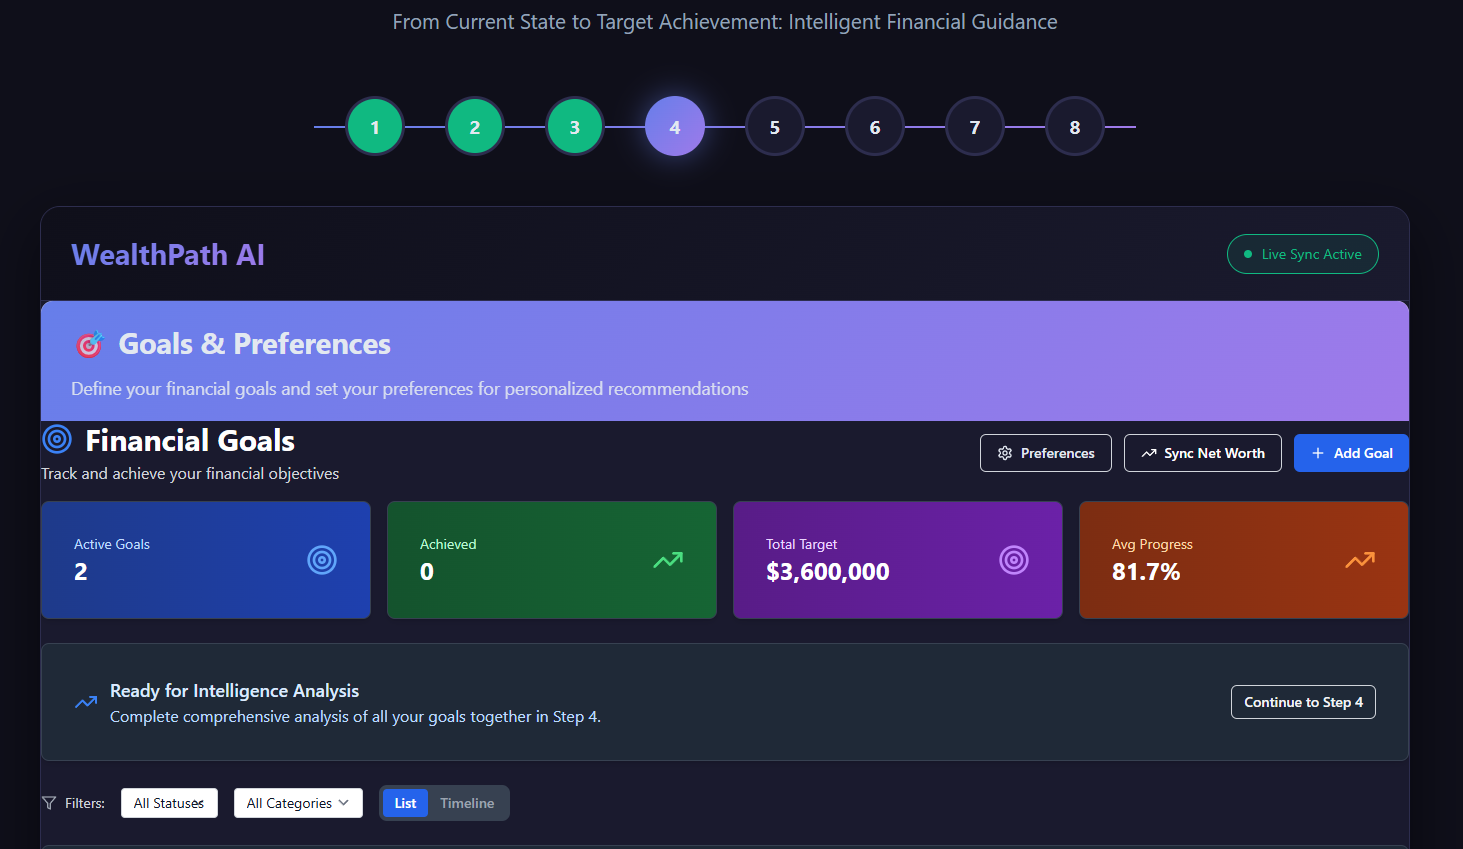 From Current State to Target Achievement: Intelligent Financial Guidance
1 2 3 4 5 6 7 8
WealthPath AI
Live Sync Active
Goals & Preferences
Define your financial goals and set your preferences for personalized recommendations
Financial Goals
Track and achieve your financial objectives
Preferences
Sync Net Worth
Add Goal
Active Goals
2
Achieved
0
Total Target
$3,600,000
Avg Progress
81.7%
Ready for Intelligence Analysis
Complete comprehensive analysis of all your goals together in Step 4.
Continue to Step 4
Filters:
All Statuses
All Categories
List
Timeline